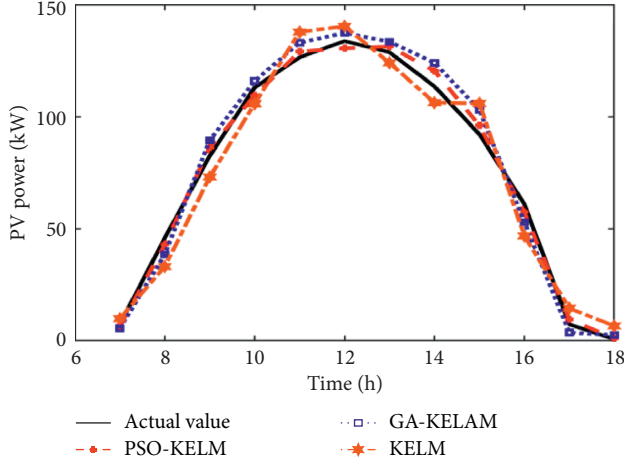 150
100
50
0
PV power (kW)
6 8 10 12 14 16 18
Time (h)
Actual value GA-KELAM
PSO-KELM KELM